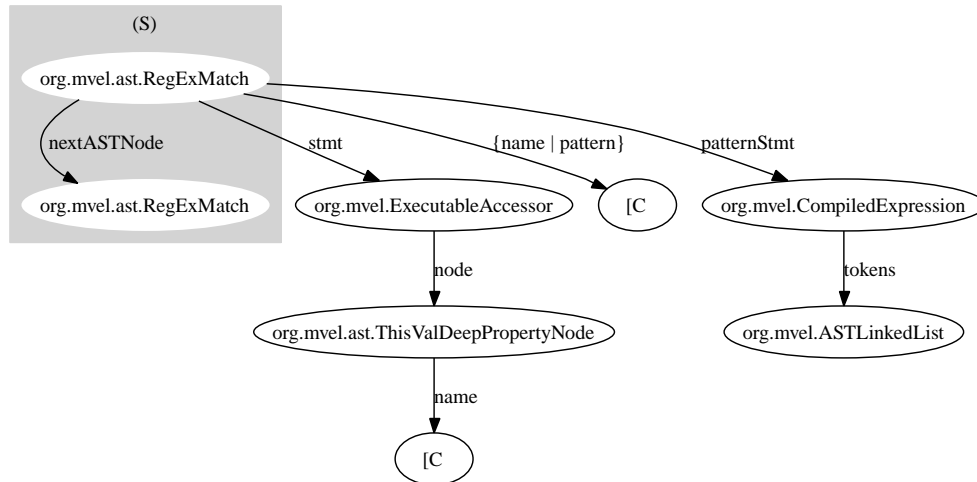 (S)
org.mvel.ast.RegExMatch
nextASTNode
stmt
{name | pattern}
patternStmt
org.mvel.ast.RegExMatch
org.mvel.ExecutableAccessor
[C
org.mvel.CompiledExpression
node
tokens
org.mvel.ast.ThisValDeepPropertyNode
org.mvel.ASTLinkedList
name
[C